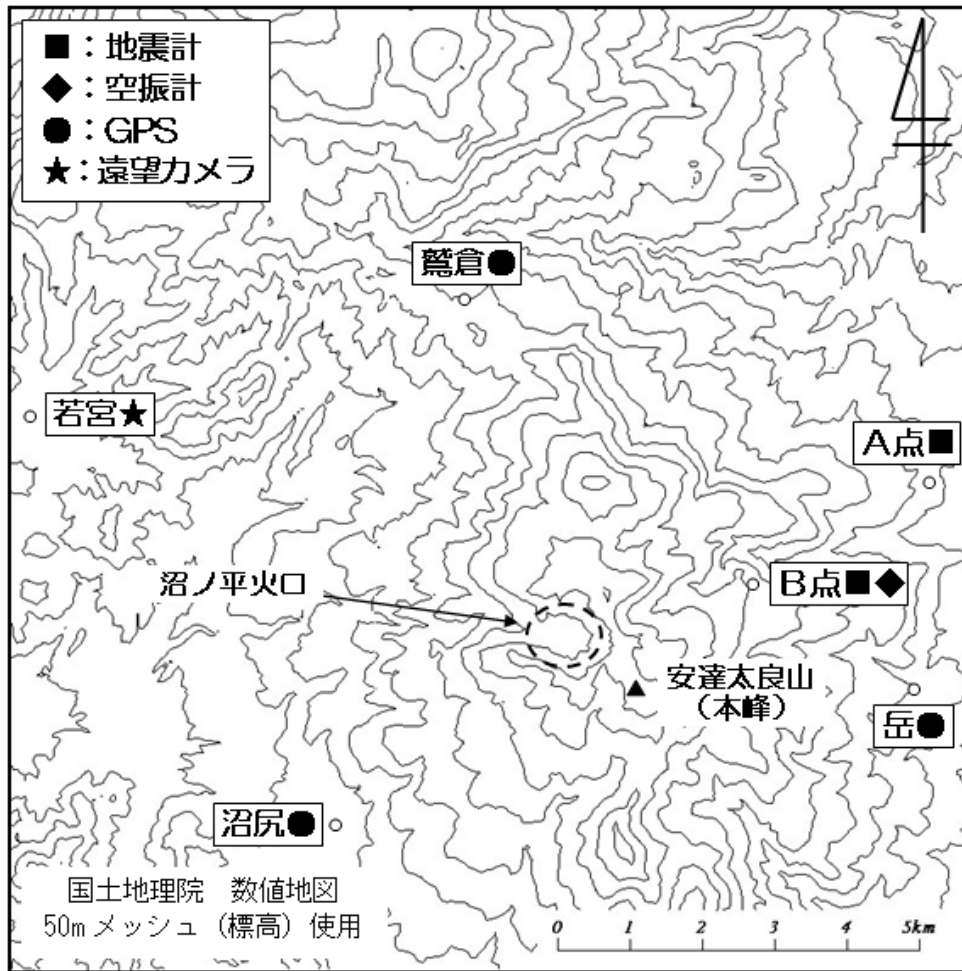 ■：地震計
◆：空振計
●：GPS
★：遠望カメラ
鷲倉●
若宮★
A点■
沼ノ平火口
B点■◆
安達太良山
（本峰）
岳●
沼尻●
国土地理院　数値地図
50mメッシュ（標高）使用
0 1 2 3 4 5km